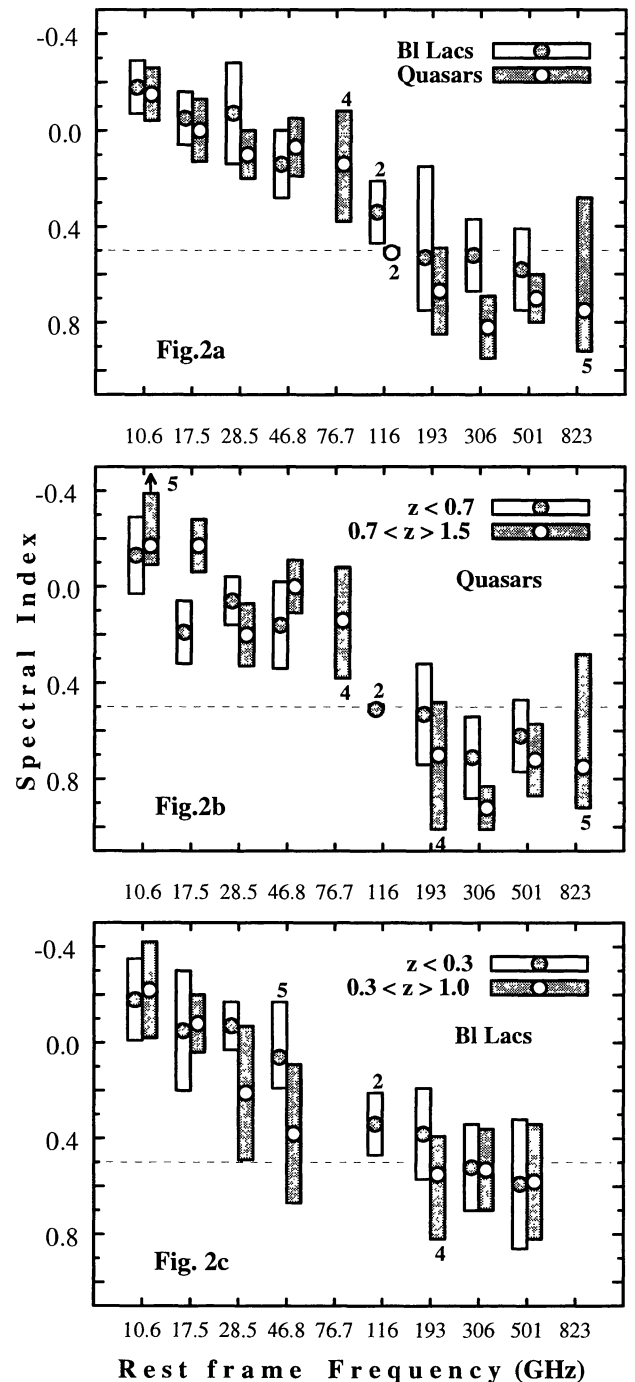 -0.4
Bl Lacs
Quasars
4
0.0
2
0.4
2
0.8
Fig.2a
5
10.6 17.5 28.5 46.8 76.7 116 193 306 501 823
-0.4
5
z < 0.7
0.7 < z > 1.5
Quasars
0.0
4
2
0.4
0.8
Fig.2b
4
5
10.6 17.5 28.5 46.8 76.7 116 193 306 501 823
-0.4
z < 0.3
0.3 < z > 1.0
5
Bl Lacs
0.0
2
0.4
0.8
4
Fig. 2c
10.6 17.5 28.5 46.8 76.7 116 193 306 501 823
Spectral Index
Rest frame Frequency (GHz)